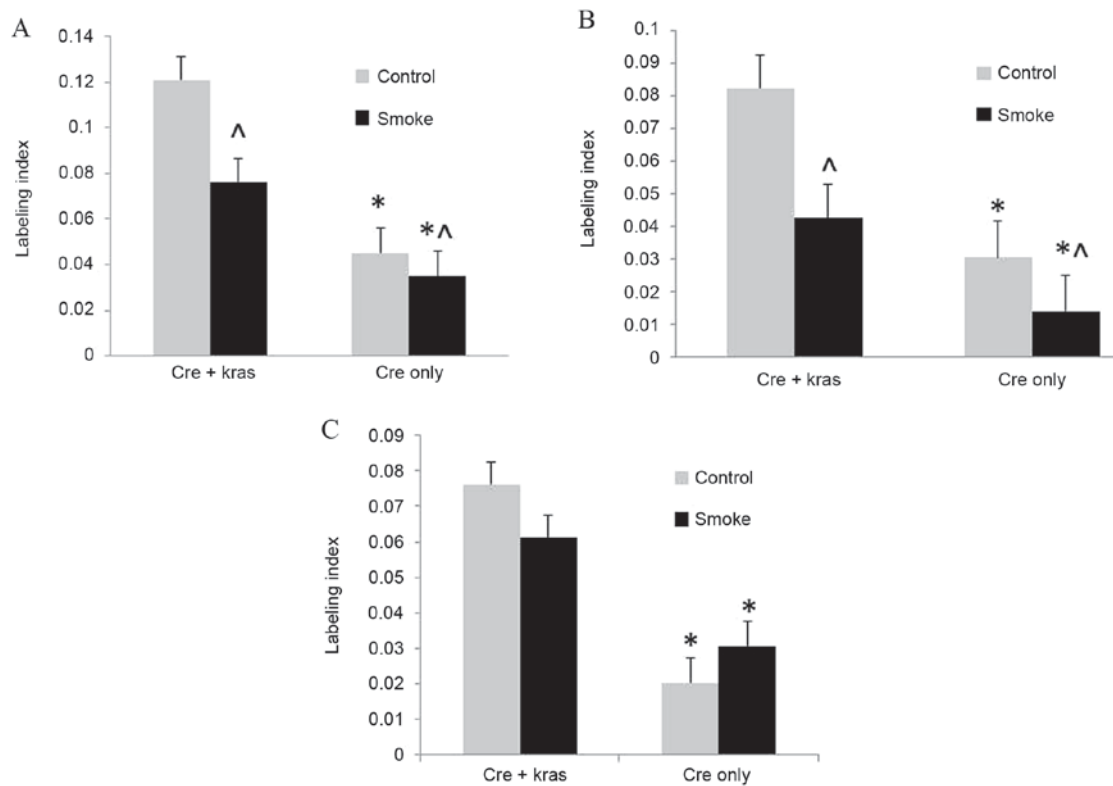 A
0.14
0.12
0.1
0.08
0.06
0.04
0.02
0
Labeling index
Control
Smoke
^
*
*^
Cre + kras
Cre only
B
0.1
0.09
0.08
0.07
0.06
0.05
0.04
0.03
0.02
0.01
0
Labeling index
Control
Smoke
^
*
*^
Cre + kras
Cre only
C
0.09
0.08
0.07
0.06
0.05
0.04
0.03
0.02
0.01
0
Labeling index
Control
Smoke
*
*
Cre + kras
Cre only